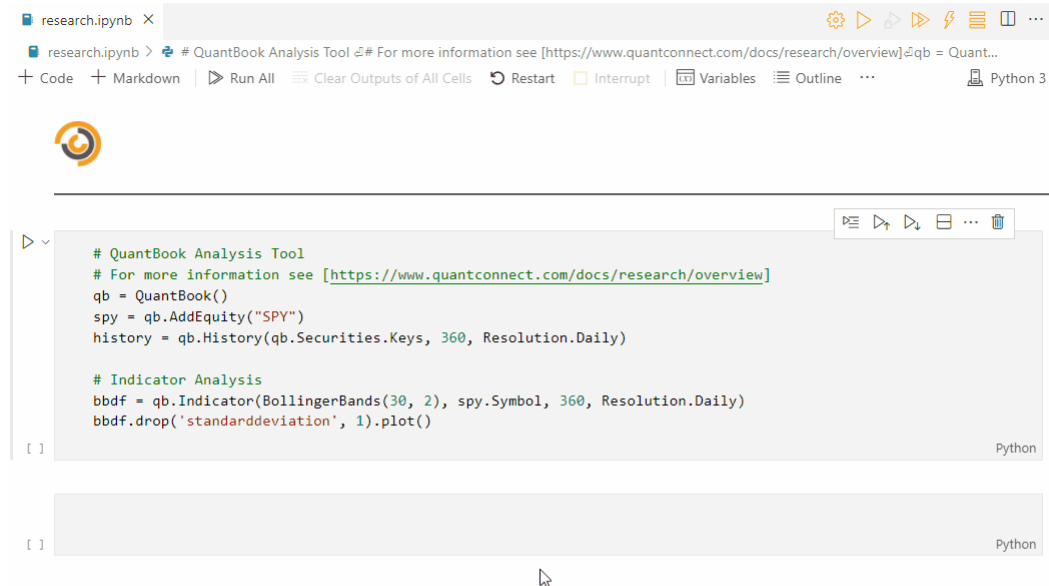 research.ipynb
research.ipynb > # QuantBook Analysis Tool ↲# For more information see [https://www.quantconnect.com/docs/research/overview]↲qb = Quant...
+ Code + Markdown Run All Clear Outputs of All Cells Restart Interrupt Variables Outline ... Python 3
# QuantBook Analysis Tool
# For more information see [https://www.quantconnect.com/docs/research/overview]
qb = QuantBook()
spy = qb.AddEquity("SPY")
history = qb.History(qb.Securities.Keys, 360, Resolution.Daily)
# Indicator Analysis
bbdf = qb.Indicator(BollingerBands(30, 2), spy.Symbol, 360, Resolution.Daily)
bbdf.drop('standarddeviation', 1).plot()
[ ] Python
[ ] Python